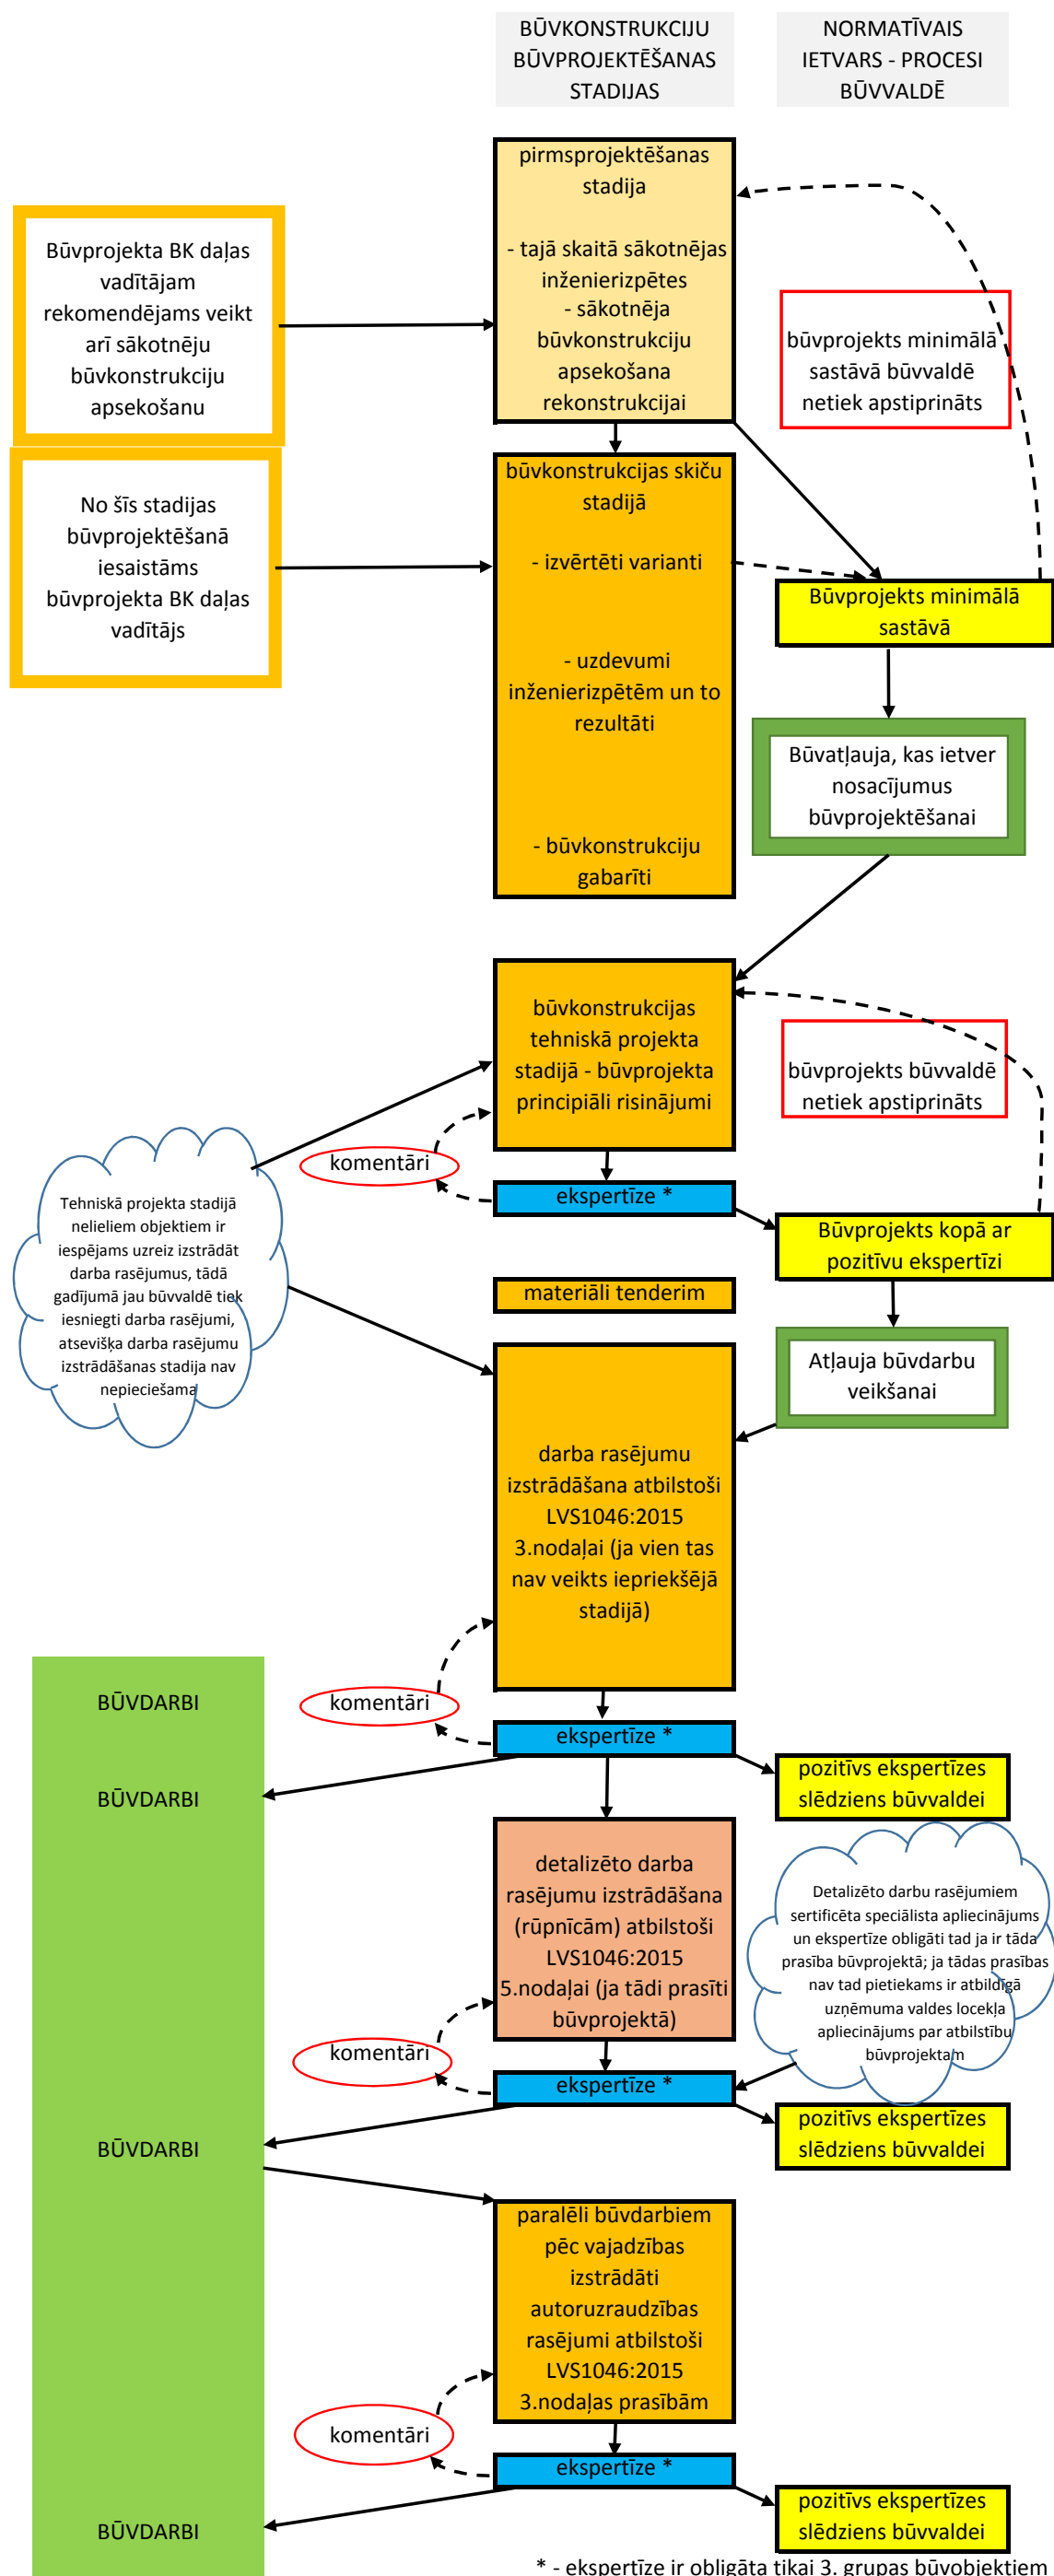 BŪVKONSTRUKCIJU
BŪVPROJEKTĒŠANAS
STADIJAS
NORMATĪVAIS
IETVARS - PROCESI
BŪVVALDĒ
pirmsprojektēšanas
stadija
- tajā skaitā sākotnējas
inženierizpētes
- sākotnēja
būvkonstrukciju
apsekošana
rekonstrukcijai
Būvprojekta BK daļas
vadītājam
rekomendējams veikt
arī sākotnēju
būvkonstrukciju
apsekošanu
būvprojekts minimālā
sastāvā būvvaldē
netiek apstiprināts
No šīs stadijas
būvprojektēšanā
iesaistāms
būvprojekta BK daļas
vadītājs
būvkonstrukcijas skiču
stadijā
- izvērtēti varianti
- uzdevumi
inženierizpētēm un to
rezultāti
- būvkonstrukciju
gabarīti
Būvprojekts minimālā
sastāvā
Būvatļauja, kas ietver
nosacījumus
būvprojektēšanai
būvkonstrukcijas
tehniskā projekta
stadijā - būvprojekta
principiāli risinājumi
būvprojekts būvvaldē
netiek apstiprināts
komentāri
ekspertīze *
Būvprojekts kopā ar
pozitīvu ekspertīzi
Tehniskā projekta stadijā
nelieliem objektiem ir
iespējams uzreiz izstrādāt
darba rasējumus, tādā
gadījumā jau būvvaldē tiek
iesniegti darba rasējumi,
atsevišķa darba rasējumu
izstrādāšanas stadija nav
nepieciešama
materiāli tenderim
Atļauja būvdarbu
veikšanai
darba rasējumu
izstrādāšana atbilstoši
LVS1046:2015
3.nodaļai (ja vien tas
nav veikts iepriekšējā
stadijā)
BŪVDARBI
komentāri
ekspertīze *
BŪVDARBI
pozitīvs ekspertīzes
slēdziens būvvaldei
detalizēto darba
rasējumu izstrādāšana
(rūpnīcām) atbilstoši
LVS1046:2015
5.nodaļai (ja tādi prasīti
būvprojektā)
Detalizēto darbu rasējumiem
sertificēta speciālista apliecinājums
un ekspertīze obligāti tad ja ir tāda
prasība būvprojektā; ja tādas prasības
nav tad pietiekams ir atbildīgā
uzņēmuma valdes locekļa
apliecinājums par atbilstību
būvprojektam
komentāri
ekspertīze *
BŪVDARBI
pozitīvs ekspertīzes
slēdziens būvvaldei
paralēli būvdarbiem
pēc vajadzības
izstrādāti
autoruzraudzības
rasējumi atbilstoši
LVS1046:2015
3.nodaļas prasībām
komentāri
ekspertīze *
BŪVDARBI
pozitīvs ekspertīzes
slēdziens būvvaldei
* - ekspertīze ir obligāta tikai 3. grupas būvobjektiem